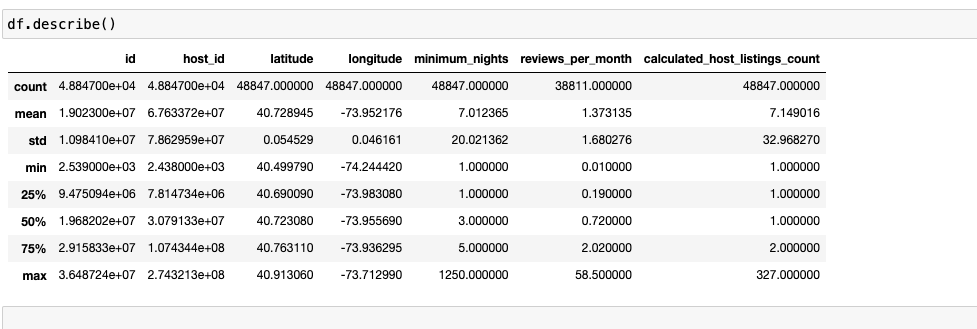 df.describe()
id host_id latitude longitude minimum_nights reviews_per_month calculated_host_listings_count
count 4.884700e+04 4.884700e+04 48847.000000 48847.000000 48847.000000 38811.000000 48847.000000
mean 1.902300e+07 6.763372e+07 40.728945 -73.952176 7.012365 1.373135 7.149016
std 1.098410e+07 7.862959e+07 0.054529 0.046161 20.021362 1.680276 32.968270
min 2.539000e+03 2.438000e+03 40.499790 -74.244420 1.000000 0.010000 1.000000
25% 9.475094e+06 7.814734e+06 40.690090 -73.983080 1.000000 0.190000 1.000000
50% 1.968202e+07 3.079133e+07 40.723080 -73.955690 3.000000 0.720000 1.000000
75% 2.915833e+07 1.074344e+08 40.763110 -73.936295 5.000000 2.020000 2.000000
max 3.648724e+07 2.743213e+08 40.913060 -73.712990 1250.000000 58.500000 327.000000